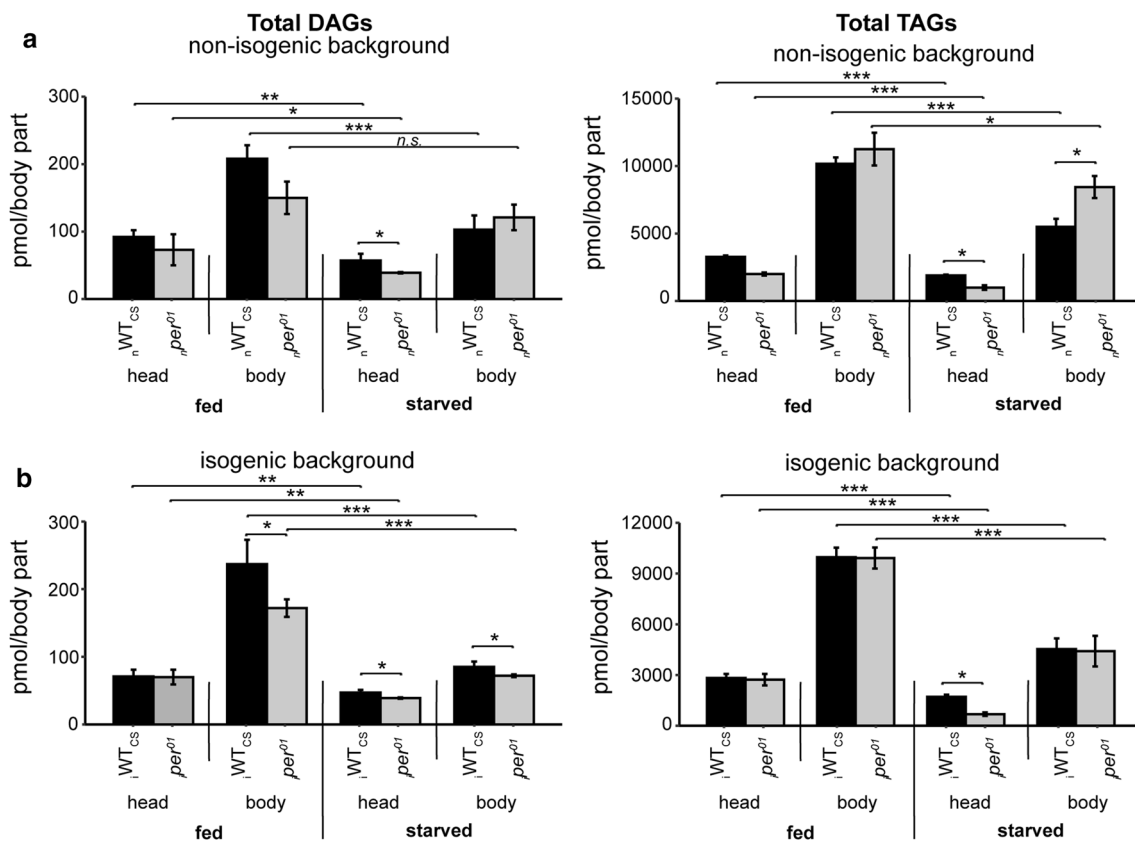 a
Total DAGs
non-isogenic background
**
*
***
n.s.
*
pmol/body part
300
200
100
0
nWTCS
nper01
nWTCS
nper01
nWTCS
nper01
nWTCS
nper01
head
body
head
body
fed
starved
Total TAGs
non-isogenic background
***
***
***
*
*
*
pmol/body part
15000
10000
5000
0
nWTCS
nper01
nWTCS
nper01
nWTCS
nper01
nWTCS
nper01
head
body
head
body
fed
starved
b
isogenic background
**
**
***
***
*
*
*
pmol/body part
300
200
100
0
iWTCS
iper01
iWTCS
iper01
iWTCS
iper01
iWTCS
iper01
head
body
head
body
fed
starved
isogenic background
***
***
***
***
*
pmol/body part
12000
9000
6000
3000
0
iWTCS
iper01
iWTCS
iper01
iWTCS
iper01
iWTCS
iper01
head
body
head
body
fed
starved